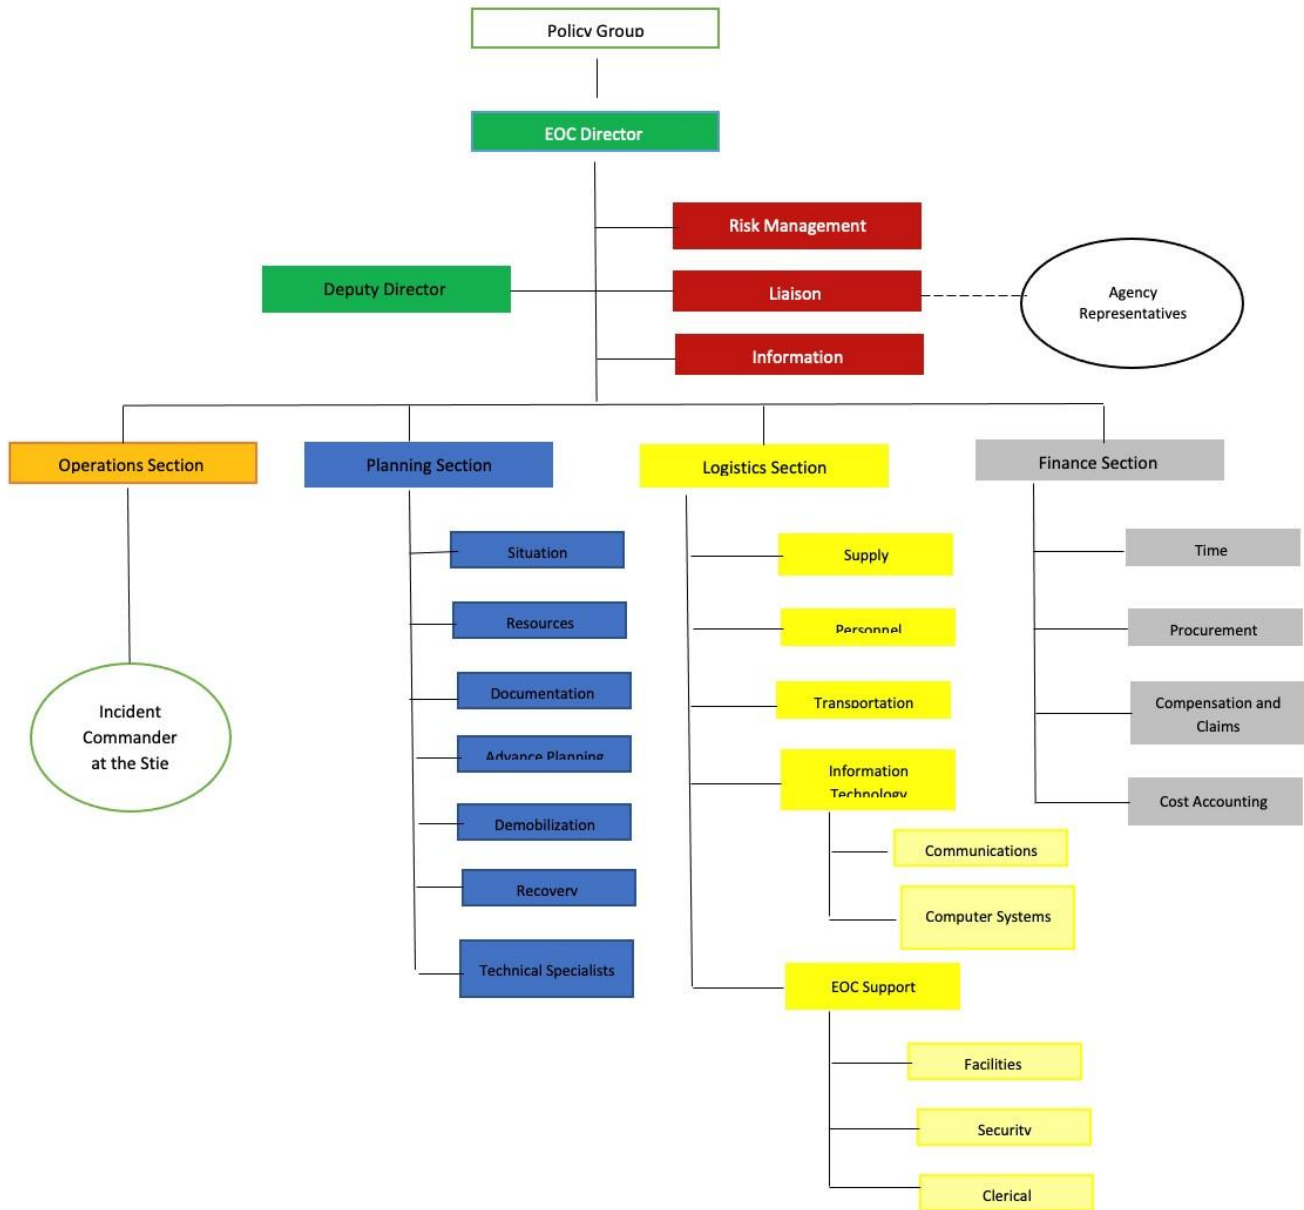 Policy Group
EOC Director
Risk Management
Deputy Director
Liaison
Agency
Representatives
Information
Operations Section
Planning Section
Logistics Section
Finance Section
Situation
Resources
Documentation
Advance Planning
Demobilization
Recovery
Technical Specialists
Supply
Personnel
Transportation
Information
Technology
Communications
Computer Systems
EOC Support
Facilities
Security
Clerical
Time
Procurement
Compensation and
Claims
Cost Accounting
Incident
Commander
at the Stie